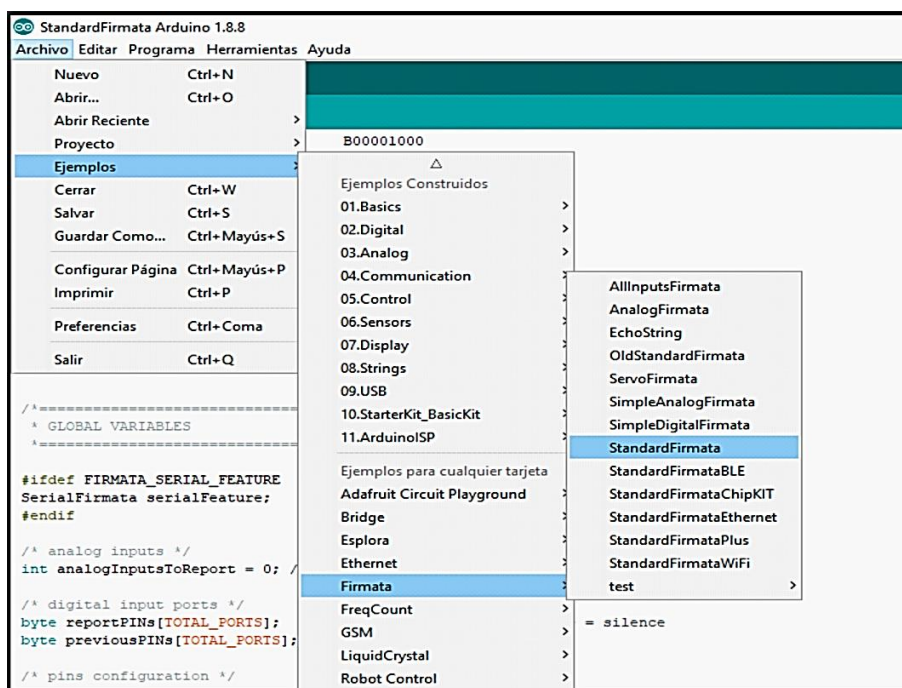 StandardFirmata Arduino 1.8.8
Archivo Editar Programa Herramientas Ayuda
Nuevo Ctrl+N
Abrir... Ctrl+O
Abrir Reciente >
Proyecto >
Ejemplos >
Cerrar Ctrl+W
Salvar Ctrl+S
Guardar Como... Ctrl+Mayús+S
Configurar Página Ctrl+Mayús+P
Imprimir Ctrl+P
Preferencias Ctrl+Coma
Salir Ctrl+Q
B00001000
Ejemplos Construidos
01.Basics >
02.Digital >
03.Analog >
04.Communication >
05.Control >
06.Sensors >
07.Display >
08.Strings >
09.USB >
10.StarterKit_BasicKit >
11.ArduinoISP >
Ejemplos para cualquier tarjeta
Adafruit Circuit Playground >
Bridge >
Esplora >
Ethernet >
Firmata >
FreqCount >
GSM >
LiquidCrystal >
Robot Control >
AllInputsFirmata
AnalogFirmata
EchoString
OldStandardFirmata
ServoFirmata
SimpleAnalogFirmata
SimpleDigitalFirmata
StandardFirmata
StandardFirmataBLE
StandardFirmataChipKIT
StandardFirmataEthernet
StandardFirmataPlus
StandardFirmataWiFi
test >
/*==============================
* GLOBAL VARIABLES
*==============================
#ifdef FIRMATA_SERIAL_FEATURE
SerialFirmata serialFeature;
#endif
/* analog inputs */
int analogInputsToReport = 0; /
/* digital input ports */
byte reportPINs[TOTAL_PORTS]; = silence
byte previousPINs[TOTAL_PORTS];
/* pins configuration */